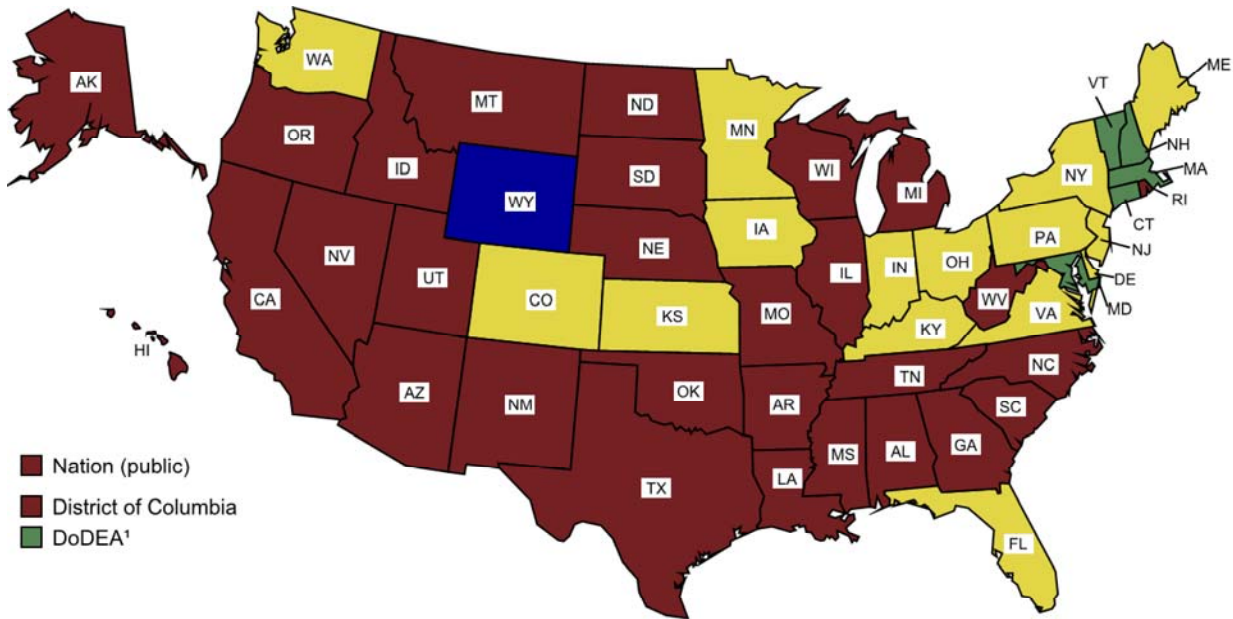 AK
WA
MT
ND
MN
ME
VT
OR
ID
SD
WI
MI
NY
NH
MA
RI
CT
WY
NE
IA
PA
NJ
NV
UT
CO
KS
IL
IN
OH
DE
MD
CA
MO
WV
VA
KY
HI
AZ
NM
OK
AR
TN
NC
SC
MS
AL
GA
LA
TX
FL
Nation (public)
District of Columbia
DoDEA¹